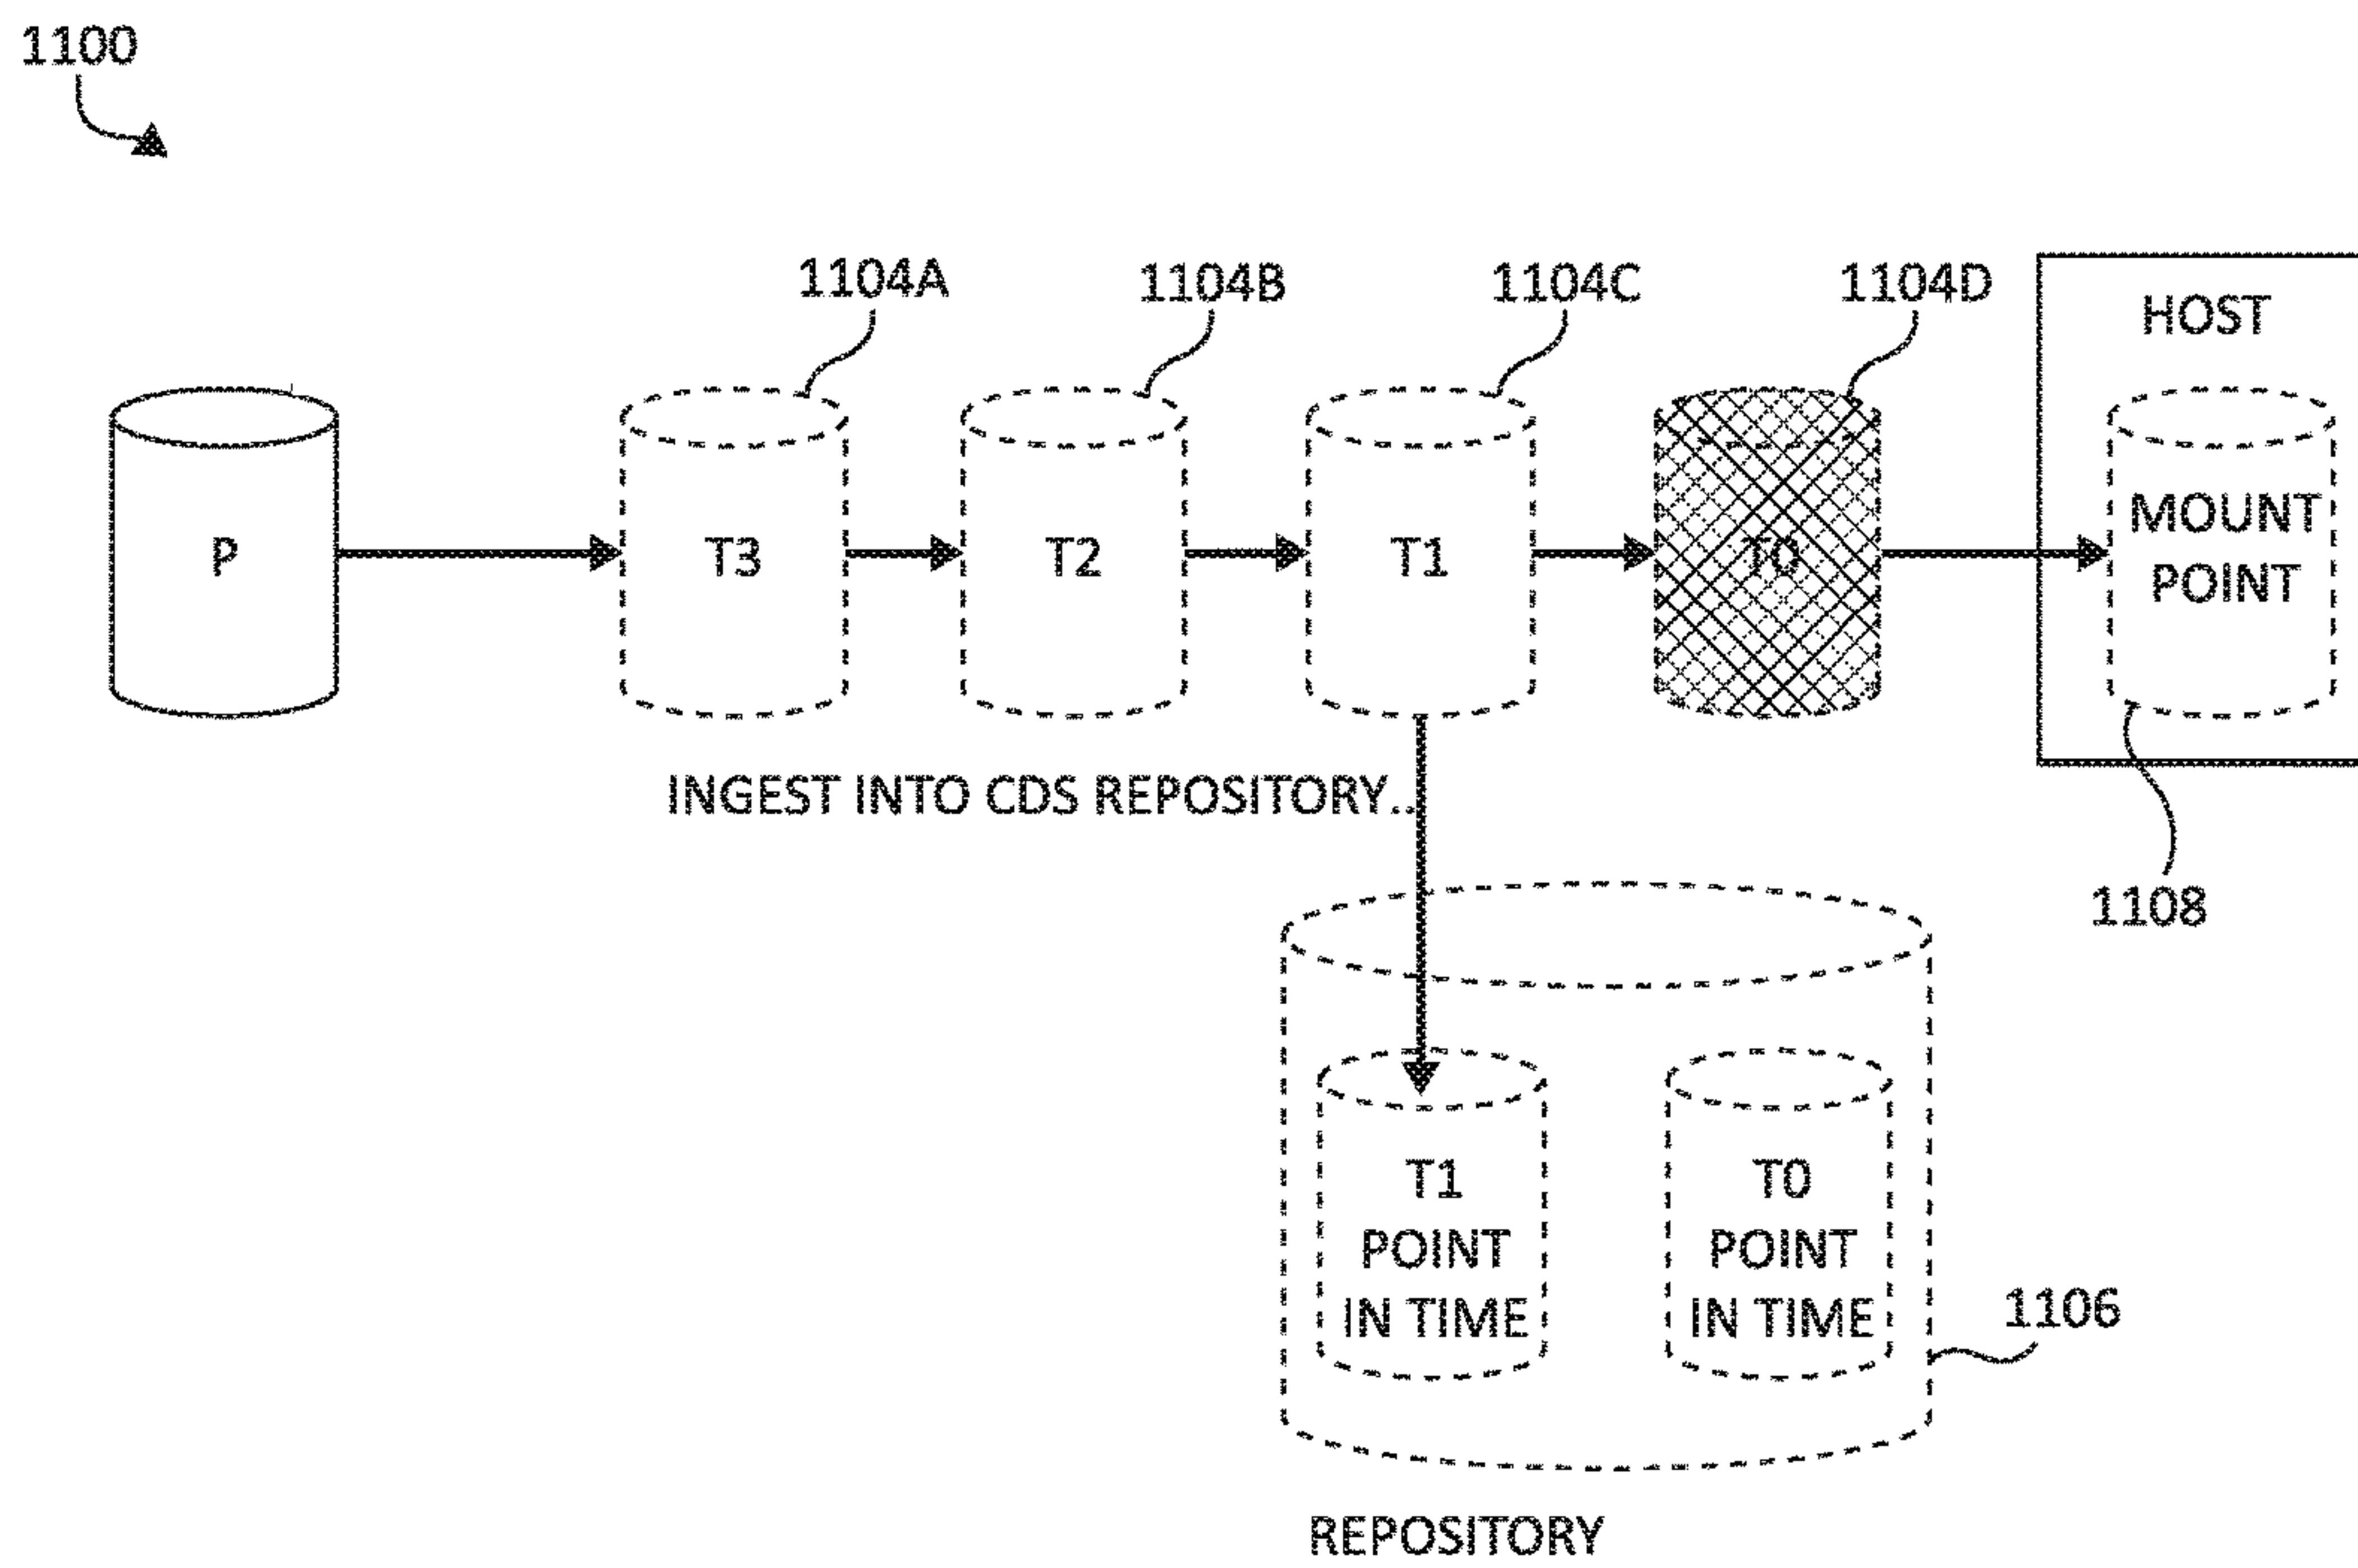 1100
1104A
1104B
1104C
1104D
HOST
P
T3
T2
T1
T0
MOUNT
POINT
INGEST INTO CDS REPOSITORY..
1108
T1
POINT
IN TIME
T0
POINT
IN TIME
1106
REPOSITORY